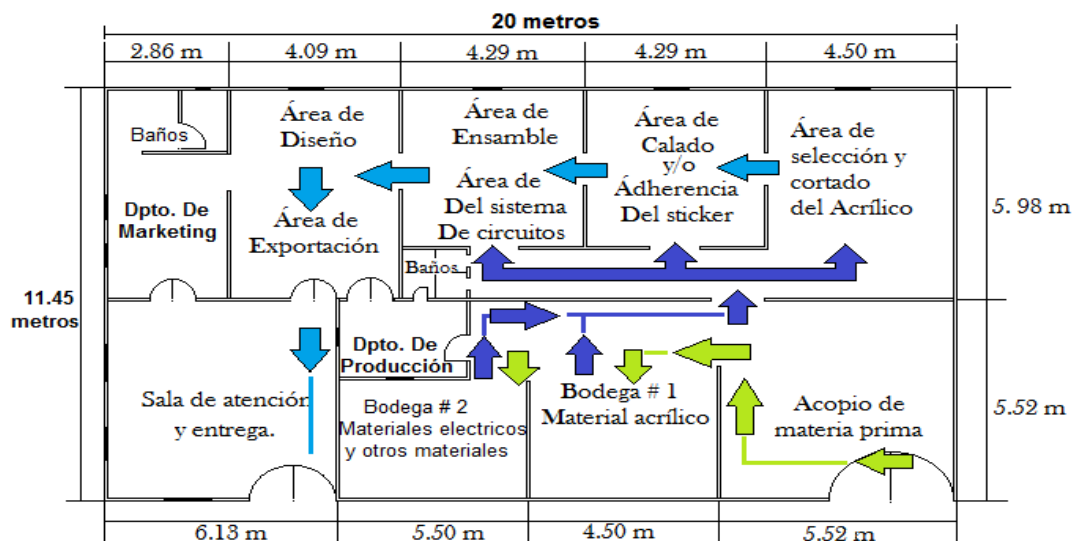 20 metros
2.86 m
4.09 m
4.29 m
4.29 m
4.50 m
Baños
Área de
Diseño
Área de
Ensamble
Área de
Calado
y/o
Ádherencia
Del sticker
Área de
selección y
cortado
del Acrílico
Área de
Del sistema
De circuitos
Dpto. De
Marketing
Área de
Exportación
Baños
5. 98 m
11.45
metros
Dpto. De
Producción
Sala de atención
y entrega.
Bodega # 2
Materiales electricos
y otros materiales
Bodega # 1
Material acrílico
Acopio de
materia prima
5.52 m
6.13 m
5.50 m
4.50 m
5.52 m